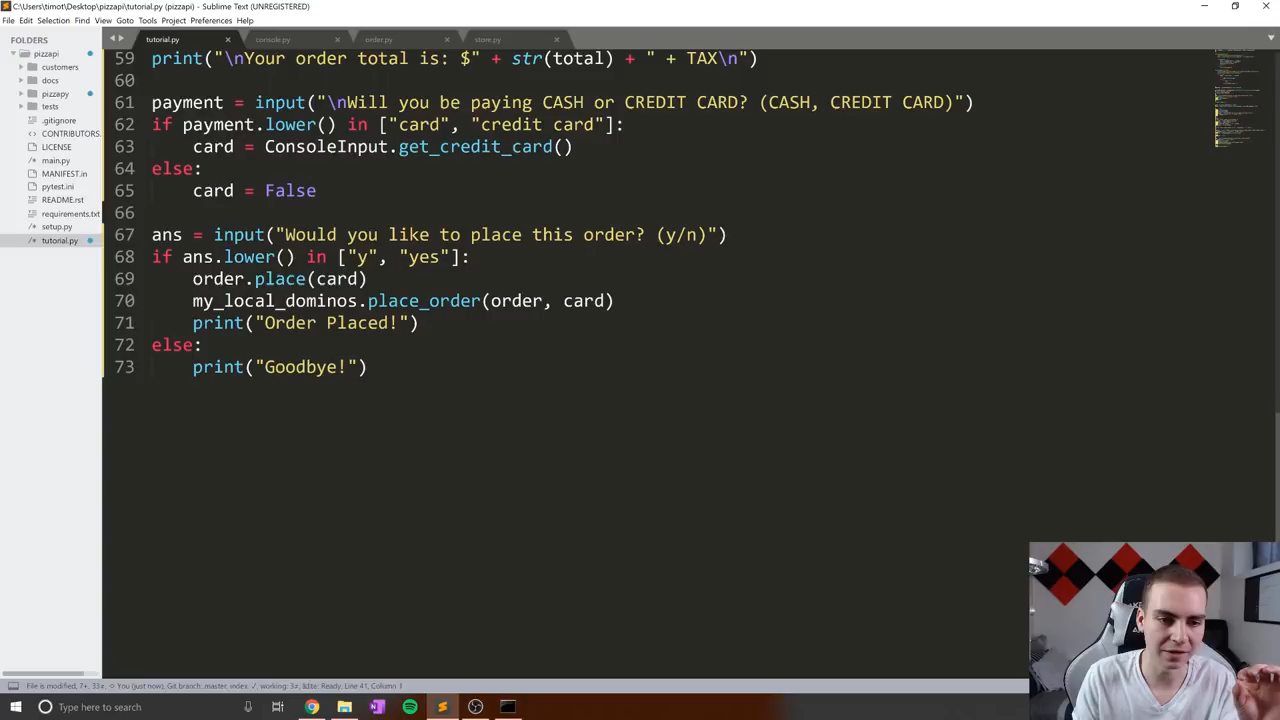 C:\Users\timot\Desktop\pizzapi\tutorial.py (pizzapi) - Sublime Text (UNREGISTERED)
File Edit Selection Find View Goto Tools Project Preferences Help
FOLDERS
pizzapi
customers
docs
pizzapy
tests
.gitignore
CONTRIBUTORS.
LICENSE
main.py
MANIFEST.in
pytest.ini
README.rst
requirements.txt
setup.py
tutorial.py
tutorial.py console.py order.py store.py
59 print("\nYour order total is: $" + str(total) + " + TAX\n")
60
61 payment = input("\nWill you be paying CASH or CREDIT CARD? (CASH, CREDIT CARD)")
62 if payment.lower() in ["card", "credit card"]:
63 card = ConsoleInput.get_credit_card()
64 else:
65 card = False
66
67 ans = input("Would you like to place this order? (y/n)")
68 if ans.lower() in ["y", "yes"]:
69 order.place(card)
70 my_local_dominos.place_order(order, card)
71 print("Order Placed!")
72 else:
73 print("Goodbye!")
Type here to search